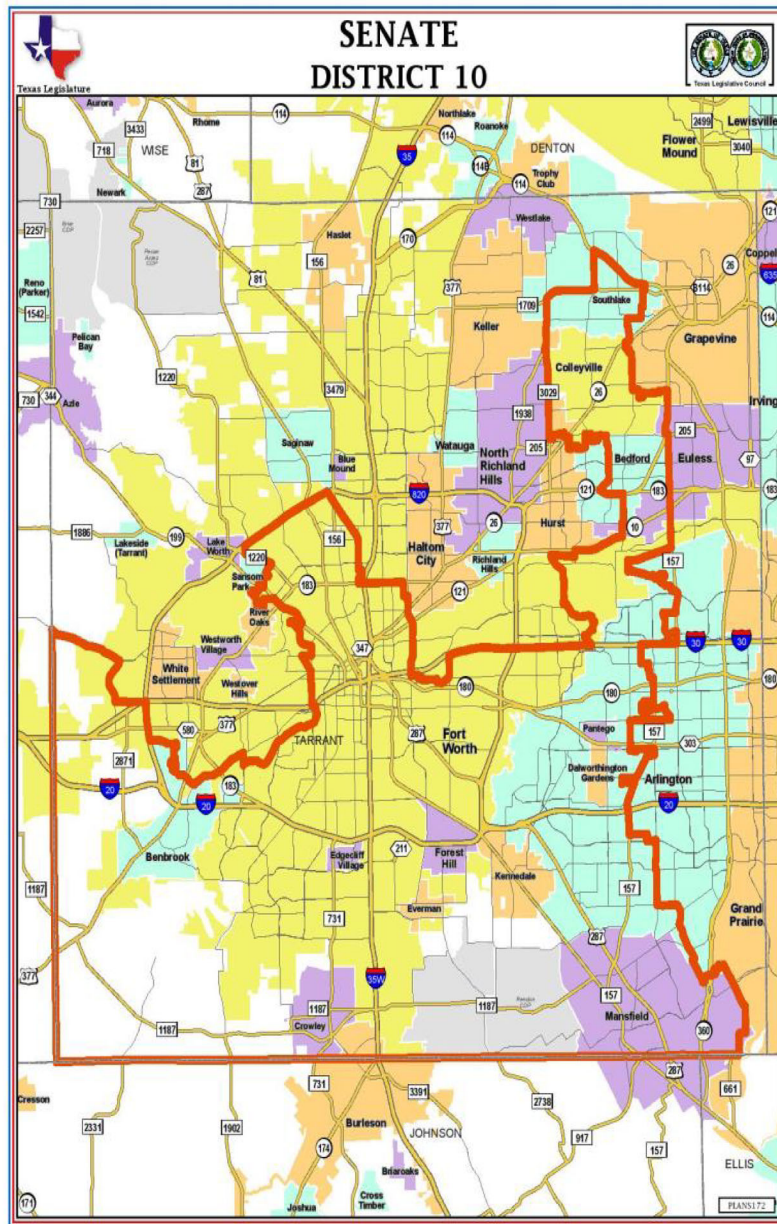 SENATE
DISTRICT 10
Texas Legislature
Texas Legislative Council
Aurora
Rhome
114
Northlake
114
Roanoke
DENTON
2499
Lewisville
3433
718
WISE
81
35
Flower
Mound
3040
287
114B
114
Trophy
Club
Newark
730
Westlake
121
2257
Haslet
170
26
Coppell
156
377
635
81
Southlake
3114
Reno
(Parker)
1709
114
1542
Keller
Grapevine
Pelican
Bay
Colleyville
1220
3479
3029
26
Irving
344
730
Azle
1938
Saginaw
Watauga
North
Richland
Hills
205
205
Blue
Mound
Bedford
Euless
97
820
121
183
183
1886
199
Lakeside
(Tarrant)
Lake
Worth
156
377
26
Hurst
10
Haltom
City
1220
Richland
Hills
157
Sansom
Park
183
121
River
Oaks
Westworth
Village
347
30
30
White
Settlement
Westover
Hills
180
180
180
580
377
287
Fort
Worth
Pantego
157
TARRANT
303
2871
Dalworthington
Gardens
Arlington
20
183
20
20
Benbrook
211
Edgecliff
Village
Forest
Hill
1187
Kennedale
157
731
Everman
Grand
Prairie
377
287
35W
157
1187
1187
1187
Mansfield
Crowley
360
287
731
3391
661
Cresson
2738
2331
1902
Burleson
JOHNSON
917
157
174
ELLIS
Briaroaks
171
Joshua
Cross
Timber
PLANS172